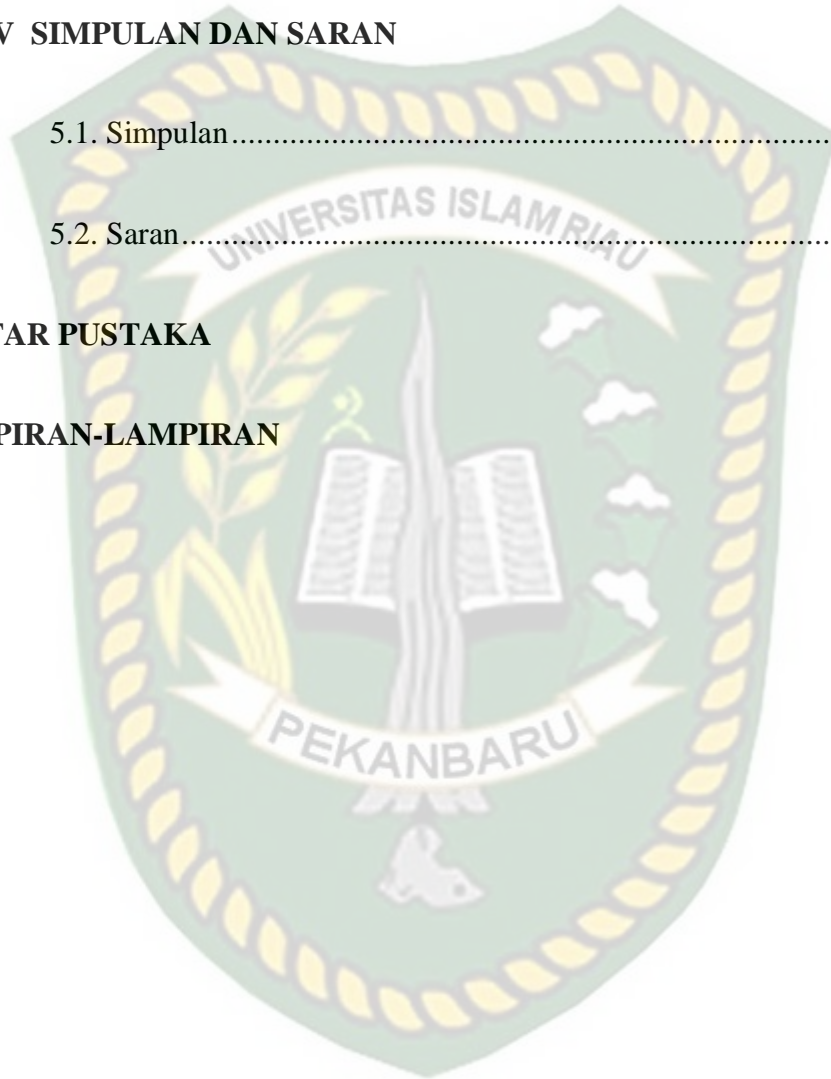 V SIMPULAN DAN SARAN
5.1. Simpulan..........................................................................
5.2. Saran................................................................................
UNIVERSITAS ISLAM RIAU
TAR PUSTAKA
PIRAN-LAMPIRAN
PEKANBARU